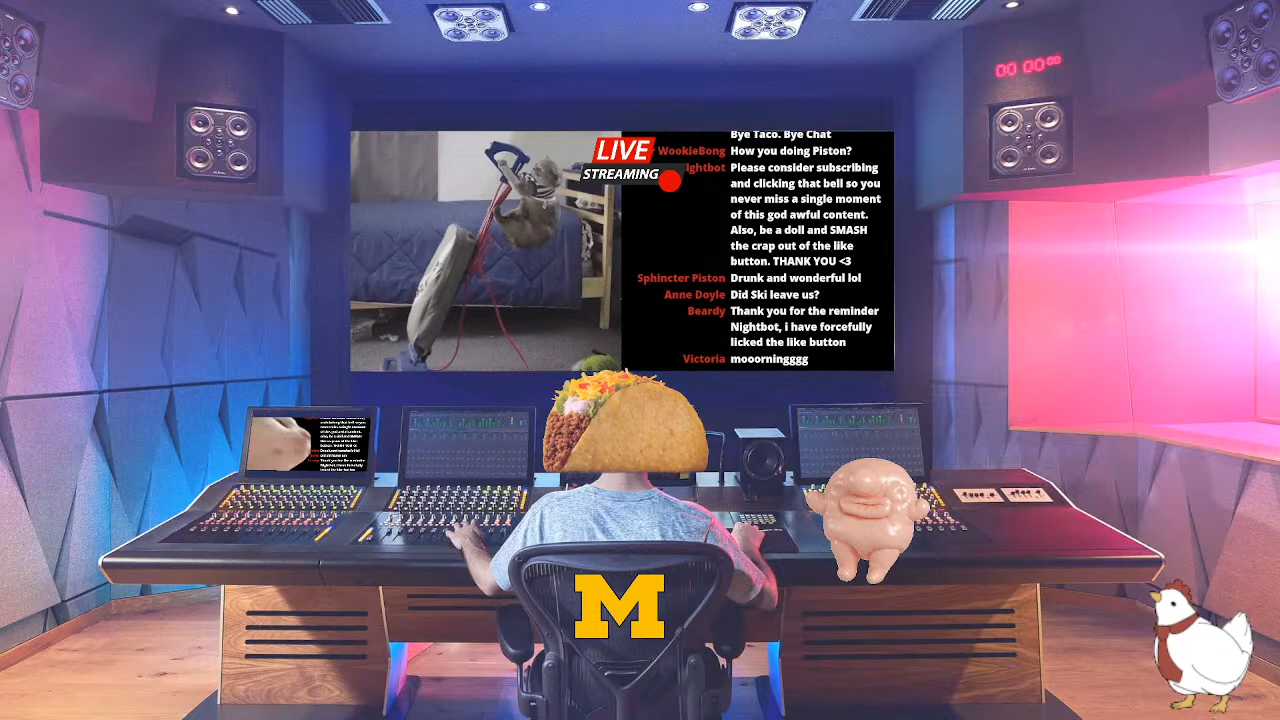 00 00 00
Bye Taco. Bye Chat
LIVE
STREAMING
WookieBong How you doing Piston?
ightbot Please consider subscribing
and clicking that bell so you
never miss a single moment
of this god awful content.
Also, be a doll and SMASH
the crap out of the like
button. THANK YOU <3
Sphincter Piston Drunk and wonderful lol
Anne Doyle Did Ski leave us?
Beardy Thank you for the reminder
Nightbot, i have forcefully
licked the like button
Victoria mooorningggg
M